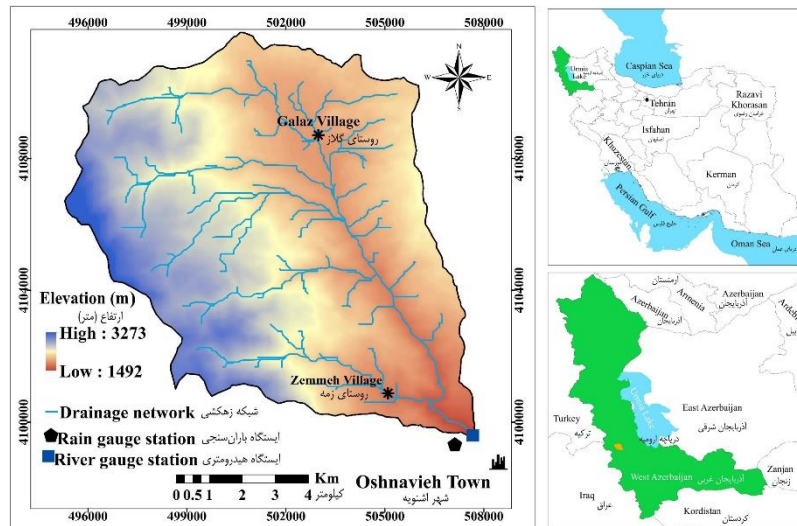 496000 499000 502000 505000 508000
4108000
4104000
4100000
N
W E
S
Galaz Village
روستای گلاز
Zemmeh Village
روستای زمه
Elevation (m)
ارتفاع (متر)
High : 3273
Low : 1492
Drainage network شبکه زهکشی
Rain gauge station ایستگاه باران‌سنجی
River gauge station ایستگاه هیدرومتری
Km
کیلومتر
0 0.5 1 2 3 4
Oshnavieh Town
شهر اشنویه
4108000
4104000
4100000
496000 499000 502000 505000 508000
Caspian Sea
دریای خزر
Urmia
Lake
Tehran
تهران
Razavi
Khorasan
خراسان رضوی
Isfahan
اصفهان
Khuzestan
خوزستان
Kerman
کرمان
Persian Gulf
خلیج فارس
Oman Sea
دریای عمان
ارمنستان
Armenia
Azerbaijan
آذربایجان
Azerbaijan
آذربایجان
Urmia Lake
دریاچه ارومیه
East Azerbaijan
آذربایجان شرقی
Turkey
ترکیه
West Azerbaijan آذربایجان غربی
Zanjan
زنجان
Iraq
عراق
Kordistan
کردستان